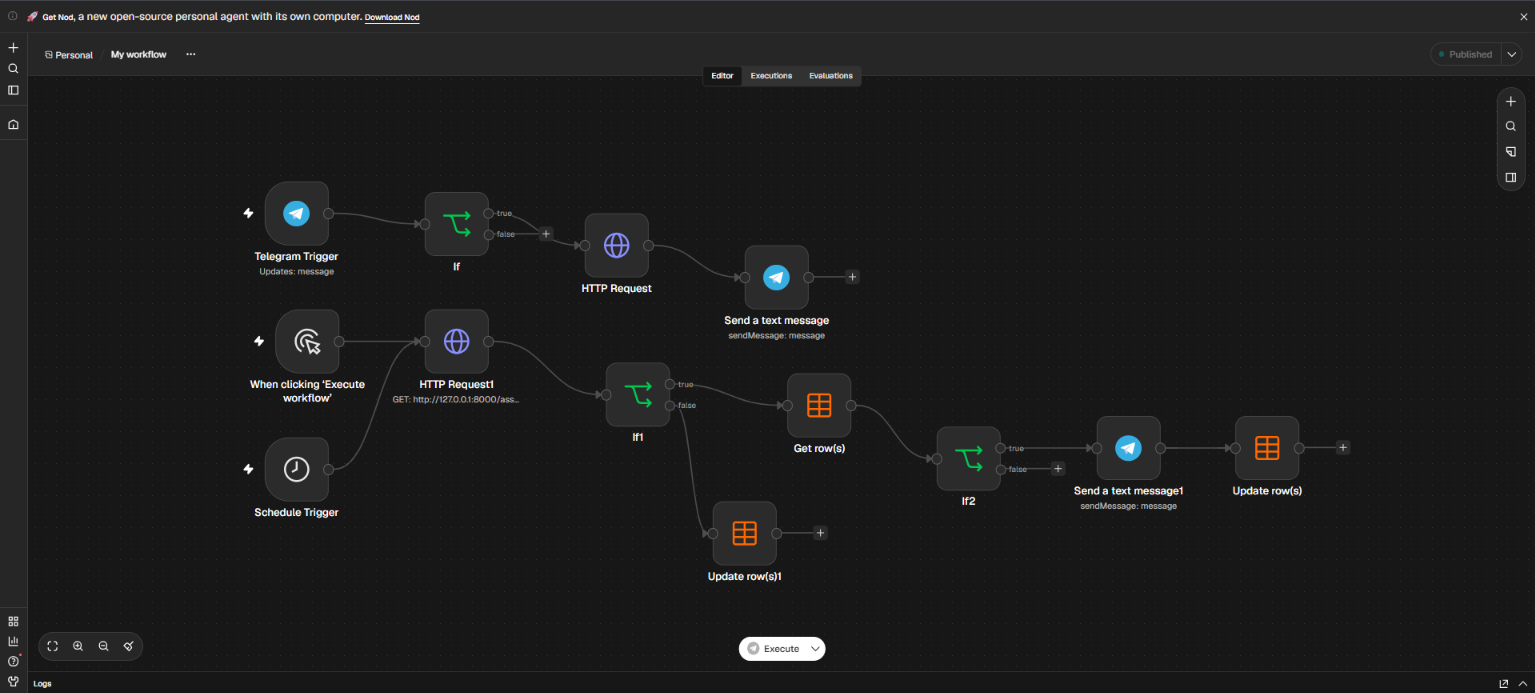 🚀 Get Nod, a new open-source personal agent with its own computer. Download Nod
Personal / My workflow ...
Published
Editor Executions Evaluations
Telegram Trigger
Updates: message
true
false
If
HTTP Request
Send a text message
sendMessage: message
When clicking ‘Execute
workflow’
HTTP Request1
GET: http://127.0.0.1:8000/ass...
Schedule Trigger
true
false
If1
Get row(s)
Update row(s)1
true
false
If2
Send a text message1
sendMessage: message
Update row(s)
Execute
Logs